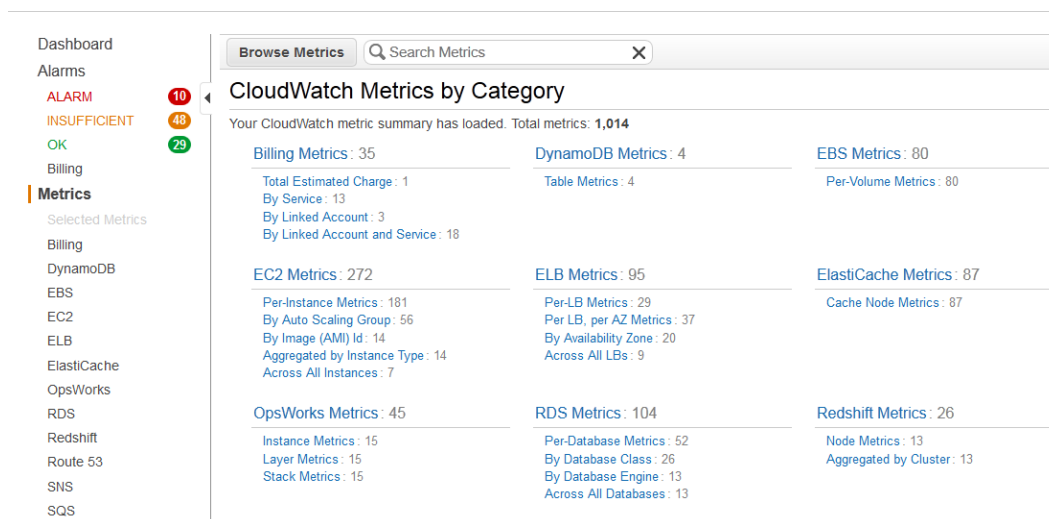 Dashboard
Alarms
ALARM 10
INSUFFICIENT 48
OK 29
Billing
Metrics
Selected Metrics
Billing
DynamoDB
EBS
EC2
ELB
ElastiCache
OpsWorks
RDS
Redshift
Route 53
SNS
SQS
Browse Metrics
Search Metrics
CloudWatch Metrics by Category
Your CloudWatch metric summary has loaded. Total metrics: 1,014
Billing Metrics : 35
Total Estimated Charge : 1
By Service : 13
By Linked Account : 3
By Linked Account and Service : 18
DynamoDB Metrics : 4
Table Metrics : 4
EBS Metrics : 80
Per-Volume Metrics : 80
EC2 Metrics : 272
Per-Instance Metrics : 181
By Auto Scaling Group : 56
By Image (AMI) Id : 14
Aggregated by Instance Type : 14
Across All Instances : 7
ELB Metrics : 95
Per-LB Metrics : 29
Per LB, per AZ Metrics : 37
By Availability Zone : 20
Across All LBs : 9
ElastiCache Metrics : 87
Cache Node Metrics : 87
OpsWorks Metrics : 45
Instance Metrics : 15
Layer Metrics : 15
Stack Metrics : 15
RDS Metrics : 104
Per-Database Metrics : 52
By Database Class : 26
By Database Engine : 13
Across All Databases : 13
Redshift Metrics : 26
Node Metrics : 13
Aggregated by Cluster : 13